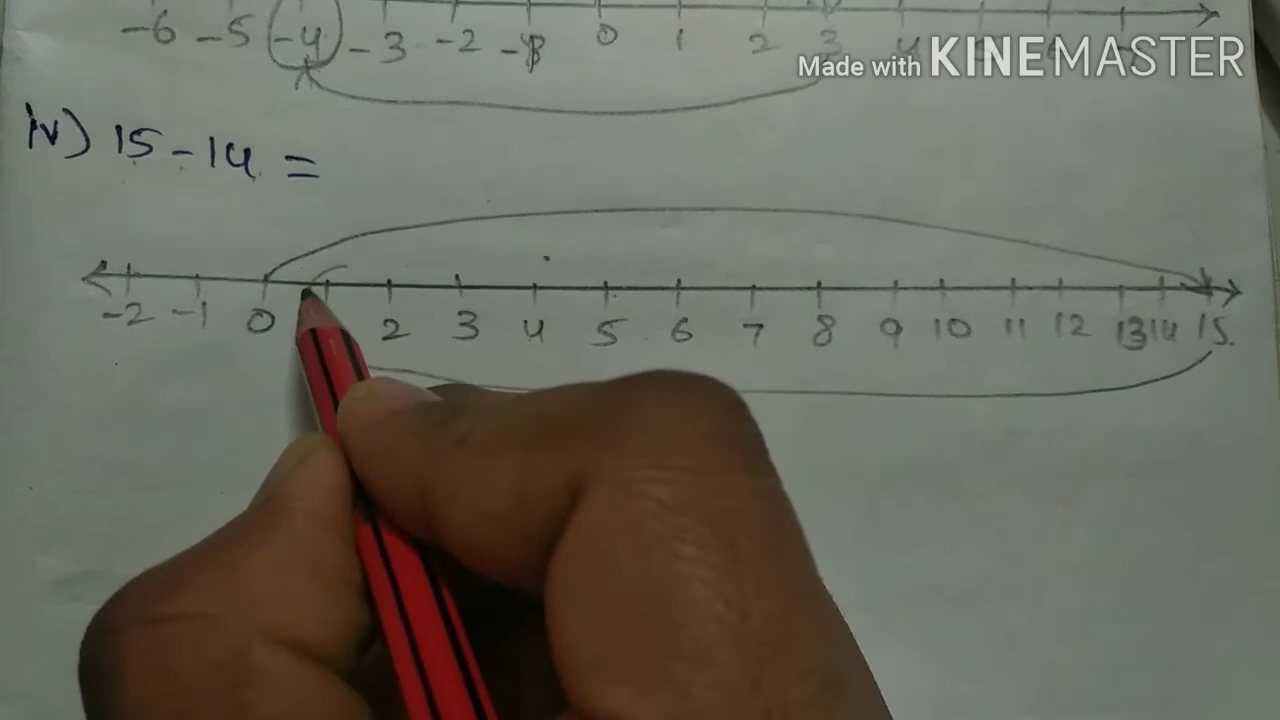 -6 -5 -4 -3 -2 -1 0 1 2 3 4
Made with KINEMASTER
iv) 15-14 =
-2 -1 0 2 3 4 5 6 7 8 9 10 11 12 13 14 15